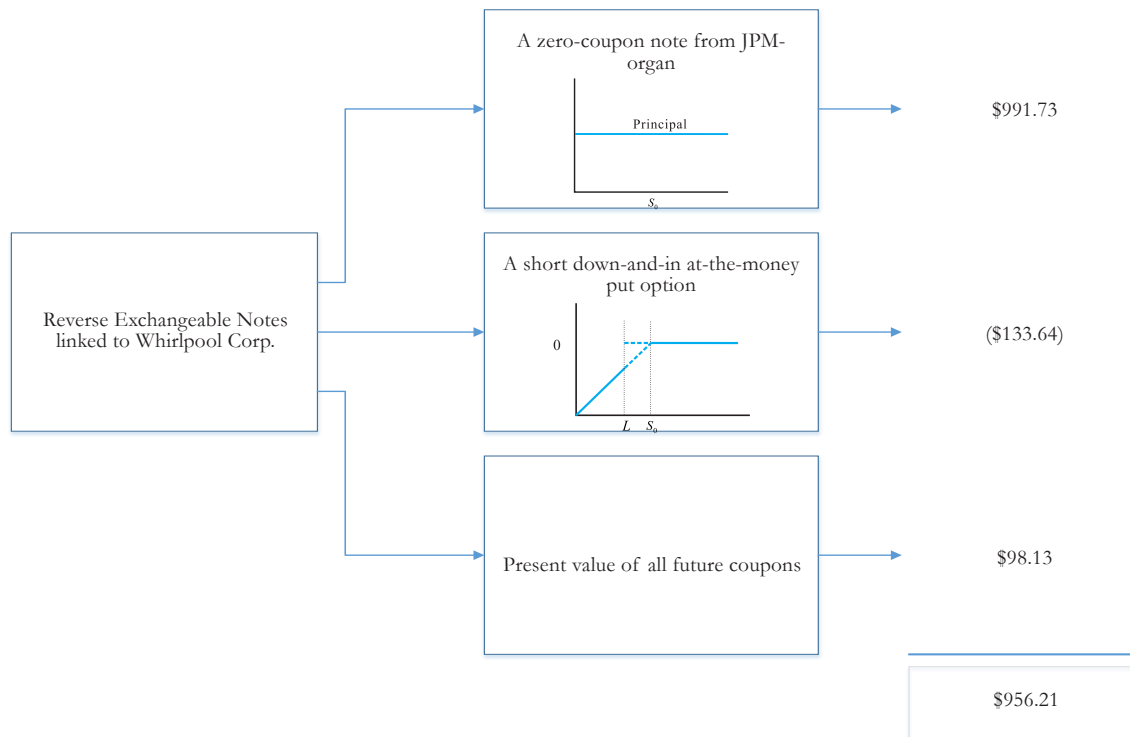 A zero-coupon note from JPM-
organ
Principal
S₀
$991.73
Reverse Exchangeable Notes
linked to Whirlpool Corp.
A short down-and-in at-the-money
put option
0
L S₀
($133.64)
Present value of all future coupons
$98.13
$956.21